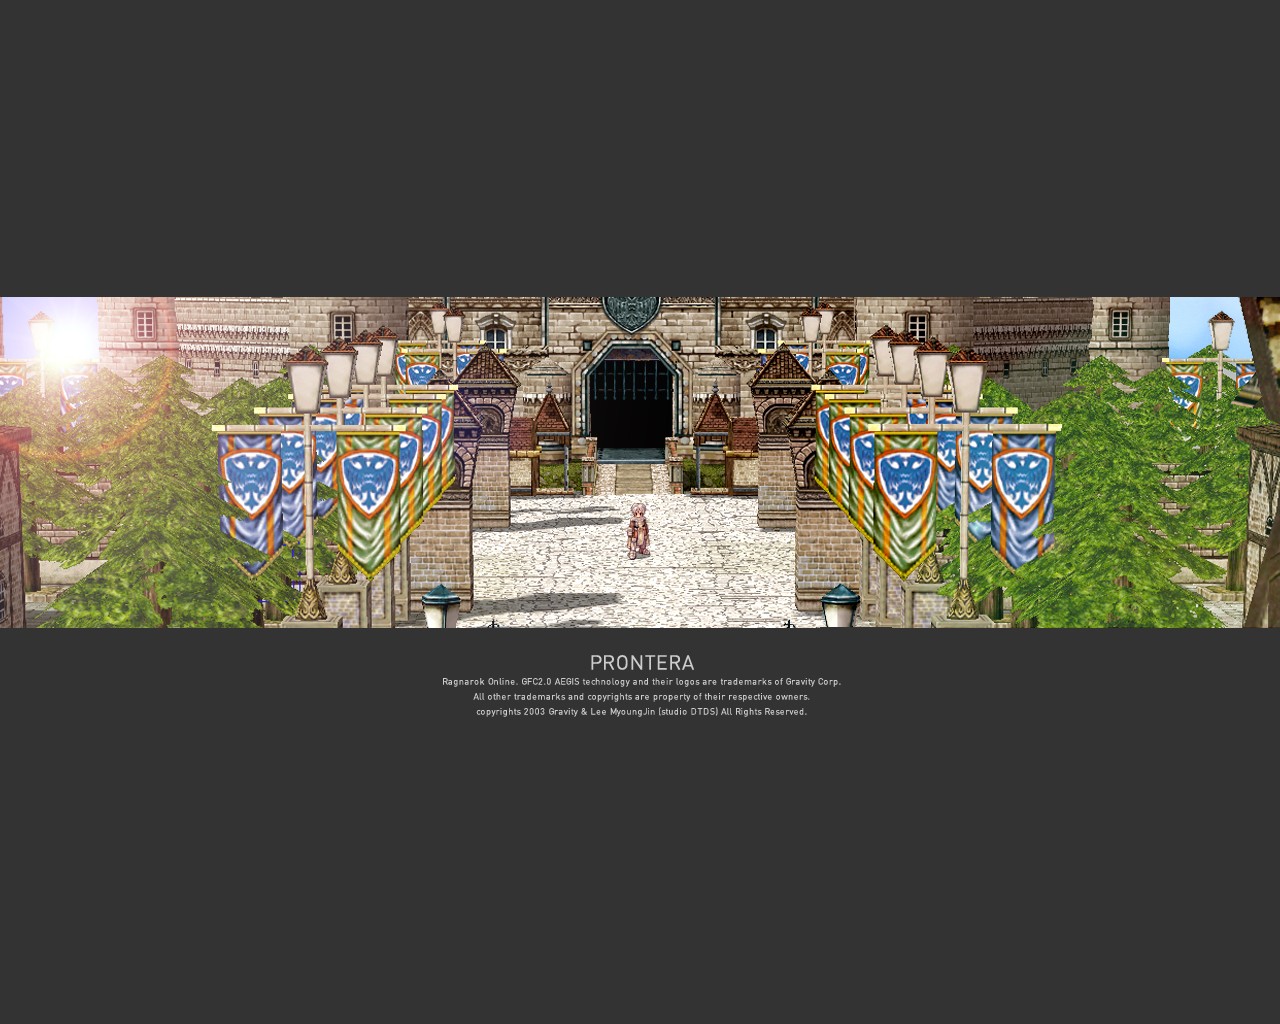 PRONTERA
Ragnarok Online. GFC2.0 AEGIS technology and their logos are trademarks of Gravity Corp.
All other trademarks and copyrights are property of their respective owners.
copyrights 2003 Gravity & Lee MyoungJin (studio DTDS) All Rights Reserved.